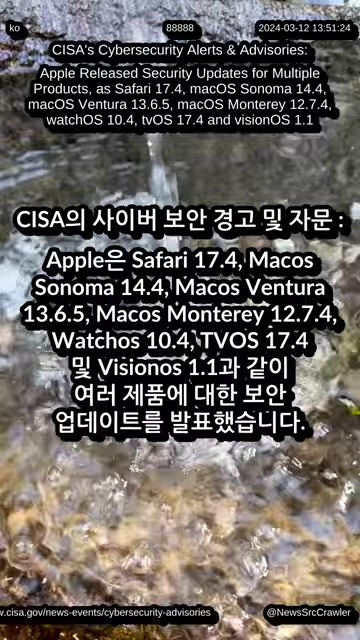 ko
88888
2024-03-12 13:51:24
CISA's Cybersecurity Alerts & Advisories:
Apple Released Security Updates for Multiple
Products, as Safari 17.4, macOS Sonoma 14.4,
macOS Ventura 13.6.5, macOS Monterey 12.7.4,
watchOS 10.4, tvOS 17.4 and visionOS 1.1
CISA의 사이버 보안 경고 및 자문 :
Apple은 Safari 17.4, Macos
Sonoma 14.4, Macos Ventura
13.6.5, Macos Monterey 12.7.4,
Watchos 10.4, TVOS 17.4
및 Visionos 1.1과 같이
여러 제품에 대한 보안
업데이트를 발표했습니다.
w.cisa.gov/news-events/cybersecurity-advisories
@NewsSrcCrawler